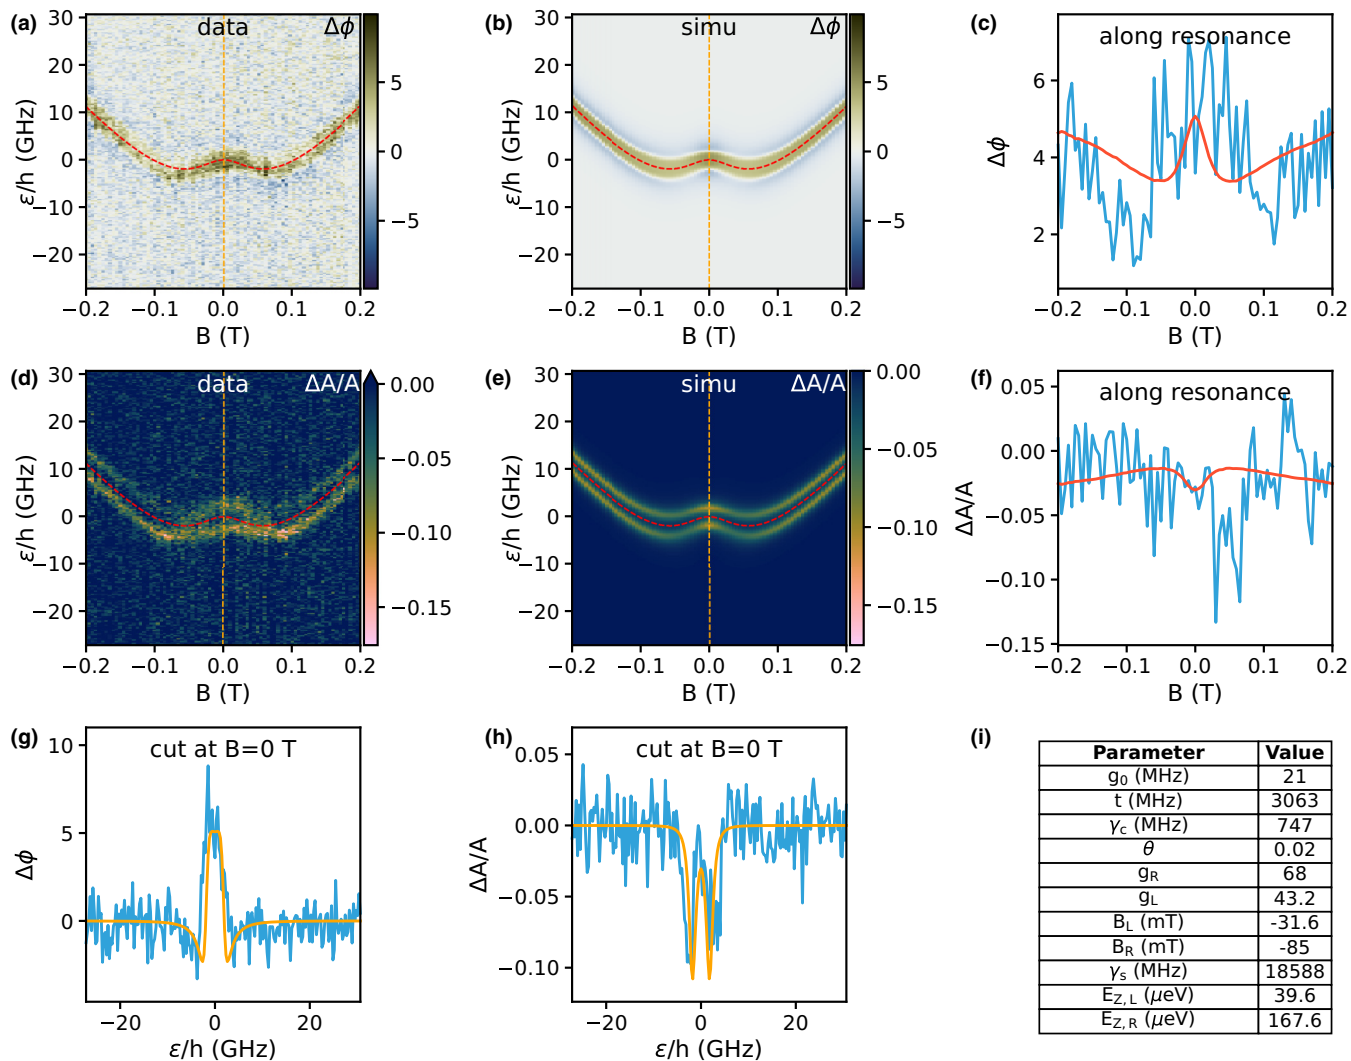 (a) data Δϕ
30
20
10
0
−10
−20
ε/h (GHz)
−0.2 −0.1 0.0 0.1 0.2
B (T)
5
0
−5
(b) simu Δϕ
30
20
10
0
−10
−20
ε/h (GHz)
−0.2 −0.1 0.0 0.1 0.2
B (T)
5
0
−5
(c) along resonance
6
4
2
Δϕ
−0.2 −0.1 0.0 0.1 0.2
B (T)
(d) data ΔA/A
30
20
10
0
−10
−20
ε/h (GHz)
−0.2 −0.1 0.0 0.1 0.2
B (T)
0.00
−0.05
−0.10
−0.15
(e) simu ΔA/A
30
20
10
0
−10
−20
ε/h (GHz)
−0.2 −0.1 0.0 0.1 0.2
B (T)
0.00
−0.05
−0.10
−0.15
(f) along resonance
0.05
0.00
−0.05
−0.10
−0.15
ΔA/A
−0.2 −0.1 0.0 0.1 0.2
B (T)
(g) cut at B=0 T
10
5
0
Δϕ
−20 0 20
ε/h (GHz)
(h) cut at B=0 T
0.05
0.00
−0.05
−0.10
ΔA/A
−20 0 20
ε/h (GHz)
(i)
Parameter Value
g₀ (MHz) 21
t (MHz) 3063
γ_c (MHz) 747
θ 0.02
g_R 68
g_L 43.2
B_L (mT) -31.6
B_R (mT) -85
γ_s (MHz) 18588
E_Z,L (μeV) 39.6
E_Z,R (μeV) 167.6